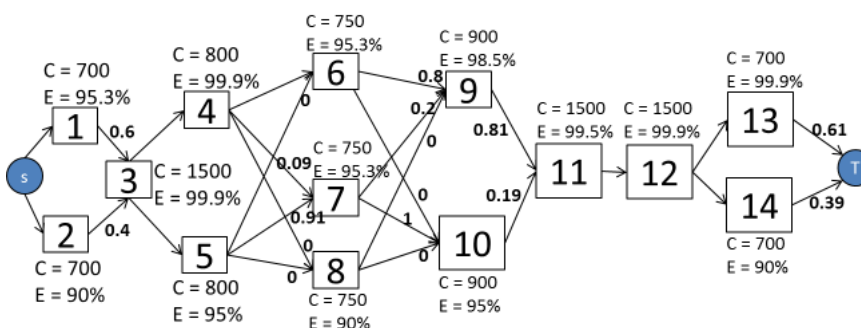 C = 700
E = 95.3%
1
0.6
s
2
0.4
C = 700
E = 90%
3
C = 1500
E = 99.9%
C = 800
E = 99.9%
4
5
C = 800
E = 95%
C = 750
E = 95.3%
6
0
0.09
C = 750
E = 95.3%
7
0.91
0
0
8
C = 750
E = 90%
C = 900
E = 98.5%
0.8
9
0.2
0
0
1
0
10
C = 900
E = 95%
0.81
0.19
C = 1500
E = 99.5%
11
C = 1500
E = 99.9%
12
C = 700
E = 99.9%
13
0.61
T
14
0.39
C = 700
E = 90%